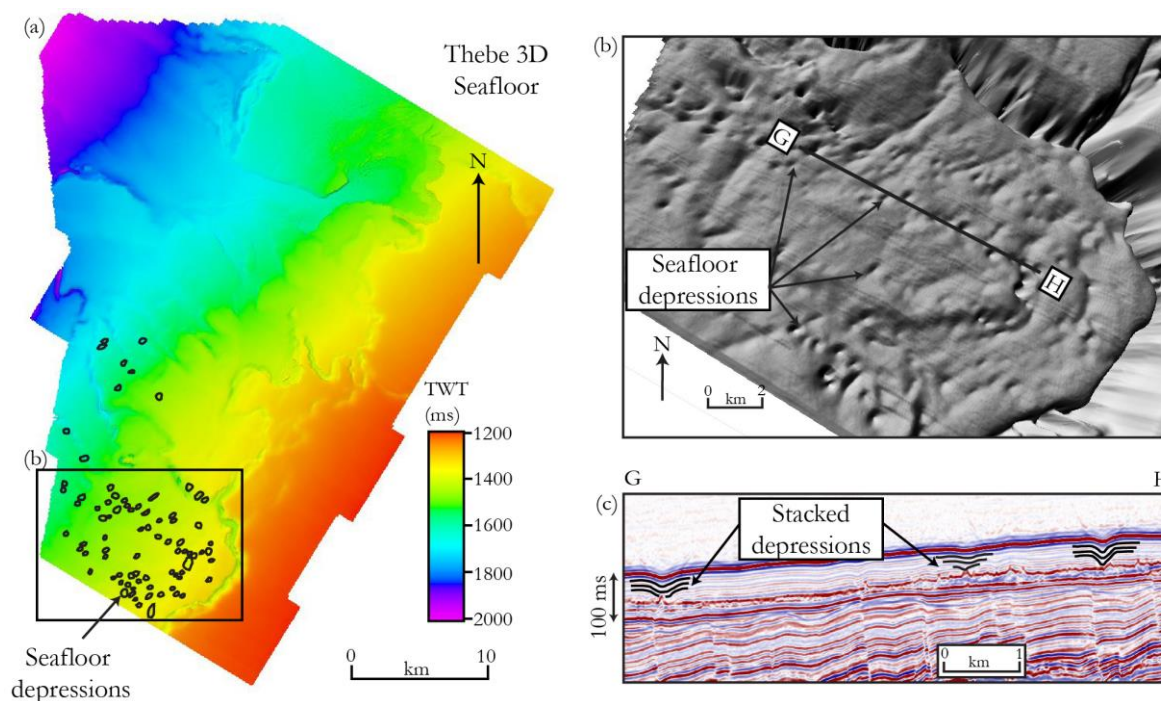 (a)
Thebe 3D
Seafloor
N
TWT
(ms)
1200
1400
1600
1800
2000
(b)
Seafloor
depressions
0 10
km
(b)
G
H
Seafloor
depressions
N
0 2
km
G
(c)
Stacked
depressions
100 ms
0 1
km